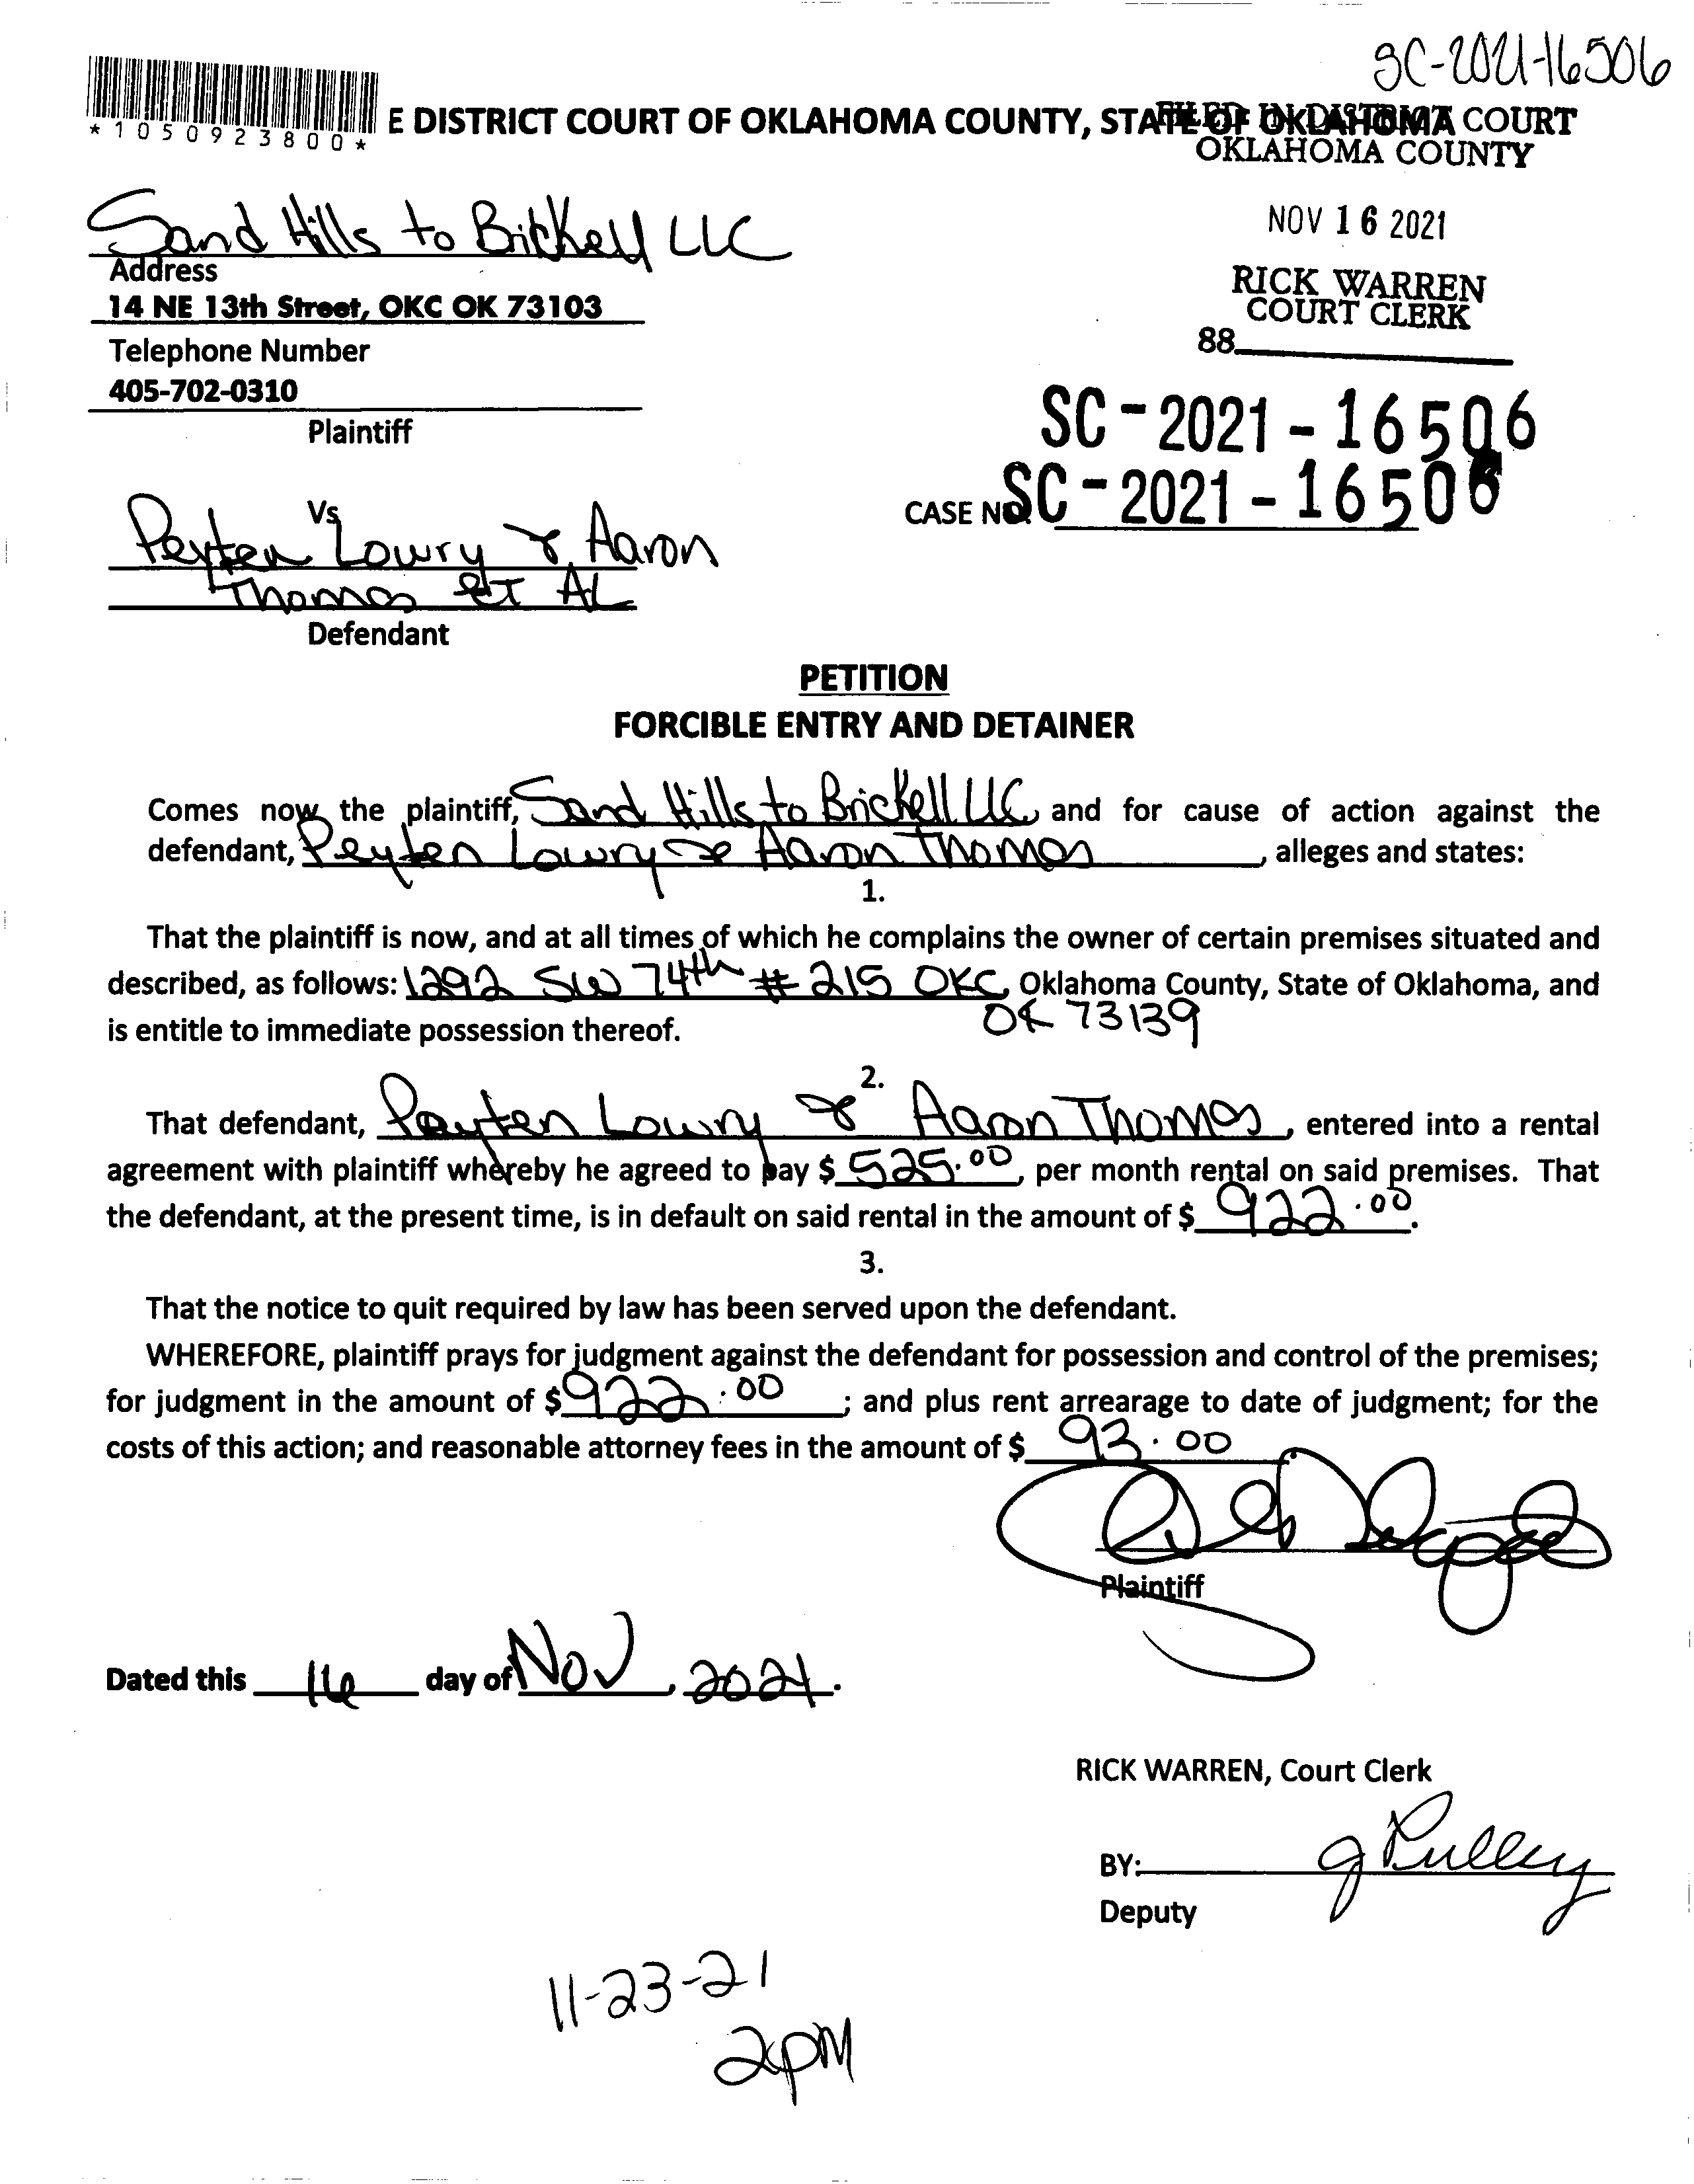 SC-2021-16506
*1050923800*
E DISTRICT COURT OF OKLAHOMA COUNTY, STATE OF OKLAHOMA
FILED IN DISTRICT COURT
OKLAHOMA COUNTY
Sand Hills to Brickell LLC
NOV 16 2021
Address
14 NE 13th Street, OKC OK 73103
RICK WARREN
COURT CLERK
Telephone Number
88
405-702-0310
Plaintiff
SC-2021-16506
CASE NO. SC-2021-16506
Vs
Peyten Lowry & Aaron
Thomas et AL
Defendant
PETITION
FORCIBLE ENTRY AND DETAINER
Comes now the plaintiff, Sand Hills to Brickell LLC, and for cause of action against the
defendant, Peyten Lowry & Aaron Thomas, alleges and states:
1.
That the plaintiff is now, and at all times of which he complains the owner of certain premises situated and
described, as follows: 1292 SW 74th # 215 OKC, Oklahoma County, State of Oklahoma, and
OK 73139
is entitle to immediate possession thereof.
2.
That defendant, Peyten Lowry & Aaron Thomas, entered into a rental
agreement with plaintiff whereby he agreed to pay $ 525.00, per month rental on said premises. That
the defendant, at the present time, is in default on said rental in the amount of $ 922.00.
3.
That the notice to quit required by law has been served upon the defendant.
WHEREFORE, plaintiff prays for judgment against the defendant for possession and control of the premises;
for judgment in the amount of $ 922.00; and plus rent arrearage to date of judgment; for the
costs of this action; and reasonable attorney fees in the amount of $ 93.00
Plaintiff
Dated this 16 day of Nov, 2021.
RICK WARREN, Court Clerk
BY: g Pulley
Deputy
11-23-21
2pm